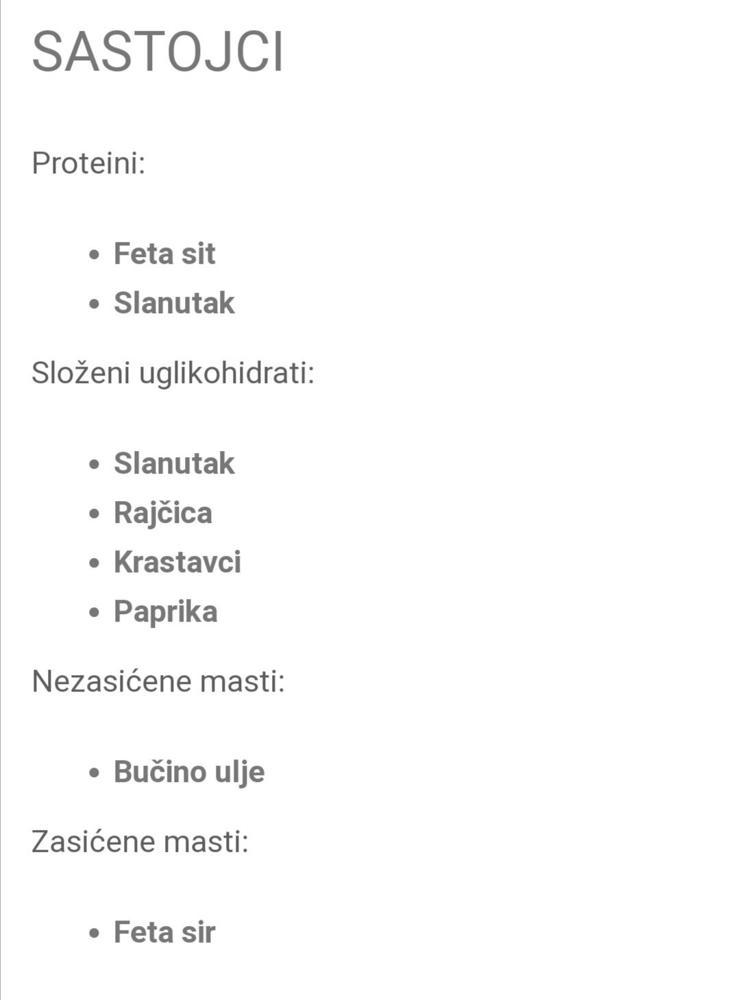 SASTOJCI
Proteini:
• Feta sit
• Slanutak
Složeni uglikohidrati:
• Slanutak
• Rajčica
• Krastavci
• Paprika
Nezasićene masti:
• Bučino ulje
Zasićene masti:
• Feta sir